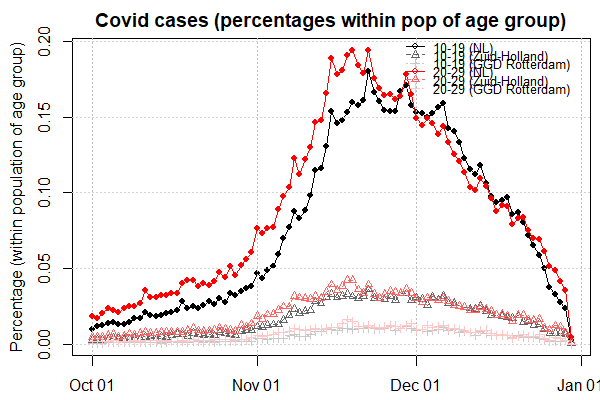 Covid cases (percentages within pop of age group)
Percentage (within population of age group)
0.20
0.15
0.10
0.05
0.00
10-19 (NL)
10-19 (Zuid-Holland)
10-19 (GGD Rotterdam)
20-29 (NL)
20-29 (Zuid-Holland)
20-29 (GGD Rotterdam)
Oct 01
Nov 01
Dec 01
Jan 01